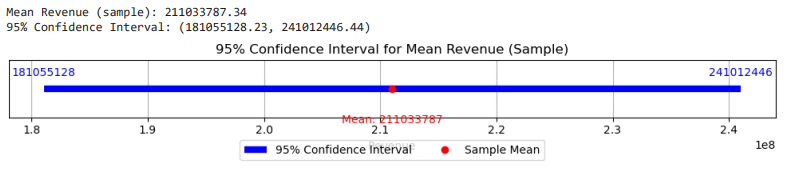 Mean Revenue (sample): 211033787.34
95% Confidence Interval: (181055128.23, 241012446.44)
95% Confidence Interval for Mean Revenue (Sample)
181055128
241012446
Mean: 211033787
1.8 1.9 2.0 2.1 2.2 2.3 2.4
1e8
Revenue
95% Confidence Interval Sample Mean